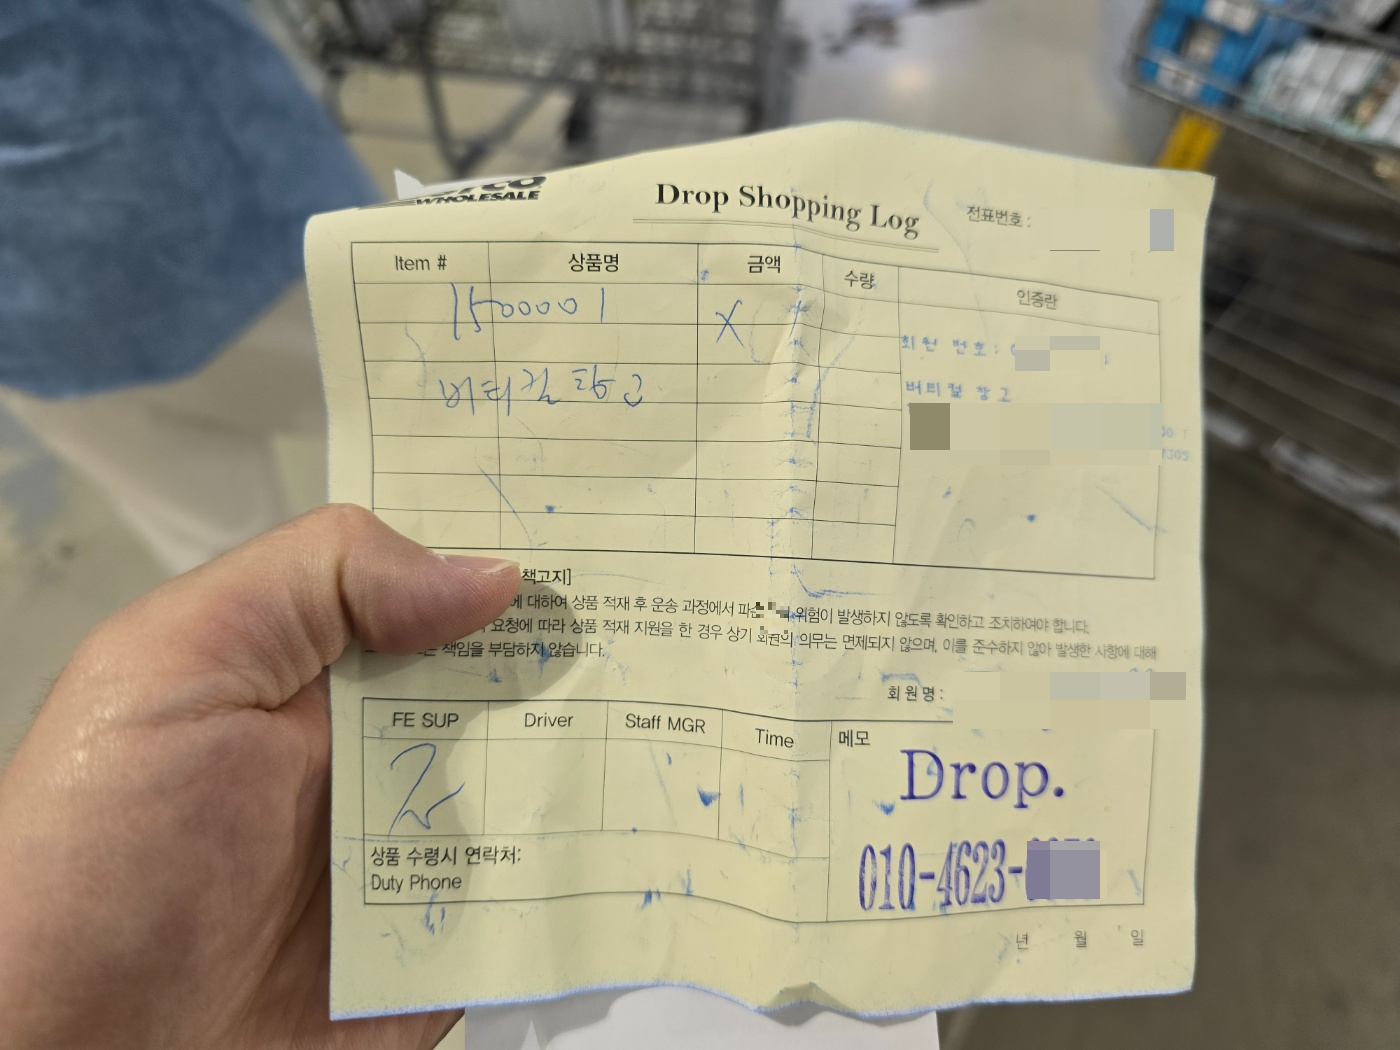 WHOLESALE
Drop Shopping Log
전표번호 :
Item # 상품명 금액 수량 인증란
1500001 X
회원 번호 :
버티컬 창고
버티컬 창고
책고지]
에 대하여 상품 적재 후 운송 과정에서 위험이 발생하지 않도록 확인하고 조치하여야 합니다.
요청에 따라 상품 적재 지원을 한 경우 상기 회원의 의무는 면제되지 않으며, 이를 준수하지 않아 발생한 사항에 대해
책임을 부담하지 않습니다.
회원명 :
FE SUP Driver Staff MGR Time 메모
Drop.
상품 수령시 연락처:
Duty Phone
010-4623-
년 월 일